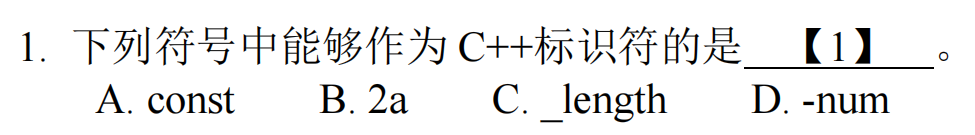 1. 下列符号中能够作为 C++标识符的是 【1】 。
A. const B. 2a C. _length D. -num